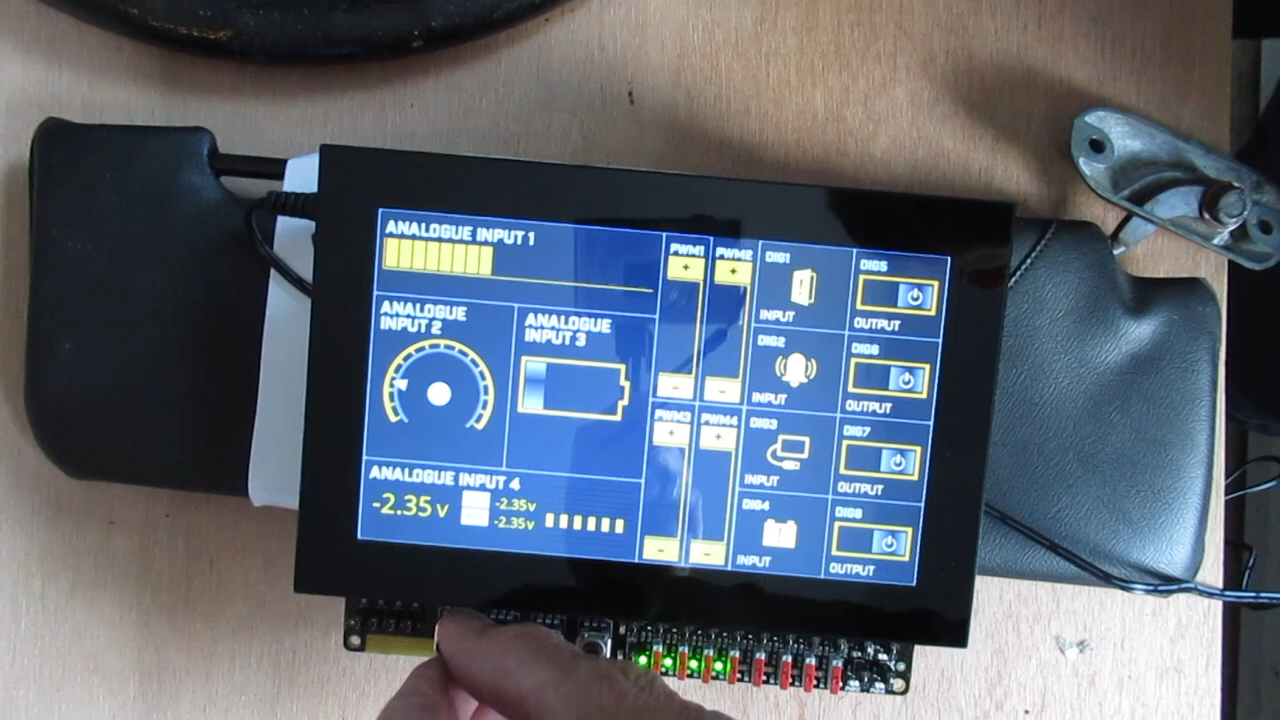 ANALOGUE INPUT 1
ANALOGUE
INPUT 2
ANALOGUE
INPUT 3
ANALOGUE INPUT 4
-2.35 v
-2.35v
-2.35v
PWM1
+
-
PWM2
+
-
PWM3
+
-
PWM4
+
-
DIG1
INPUT
DIG2
INPUT
DIG3
INPUT
DIG4
INPUT
DIG5
OUTPUT
DIG6
OUTPUT
DIG7
OUTPUT
DIG8
OUTPUT